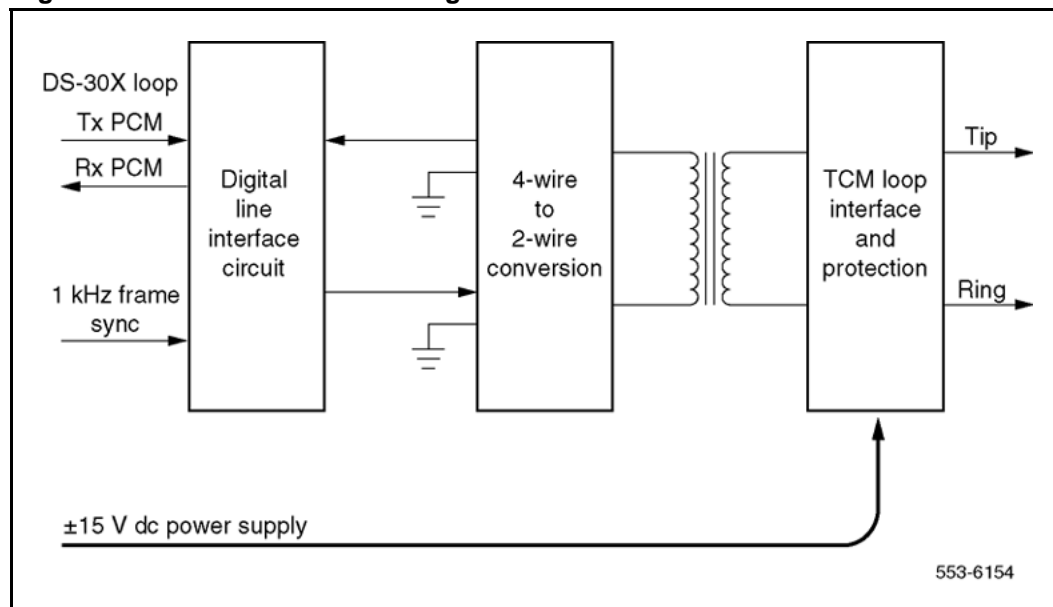 DS-30X loop
Tx PCM
Rx PCM
1 kHz frame
sync
Digital
line
interface
circuit
4-wire
to
2-wire
conversion
TCM loop
interface
and
protection
Tip
Ring
±15 V dc power supply
553-6154